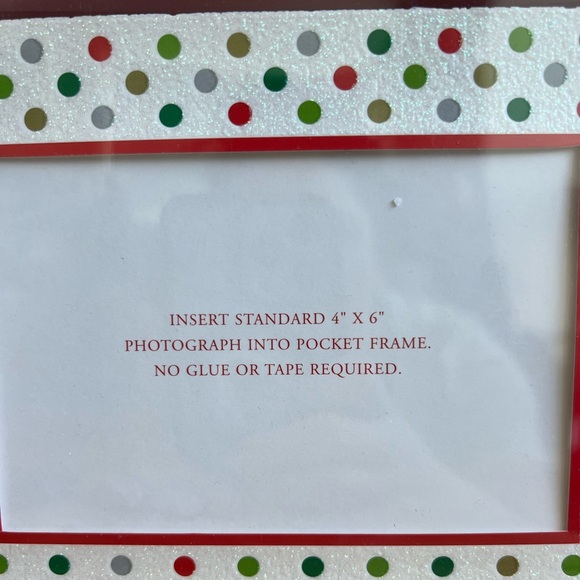 INSERT STANDARD 4" X 6"
PHOTOGRAPH INTO POCKET FRAME.
NO GLUE OR TAPE REQUIRED.